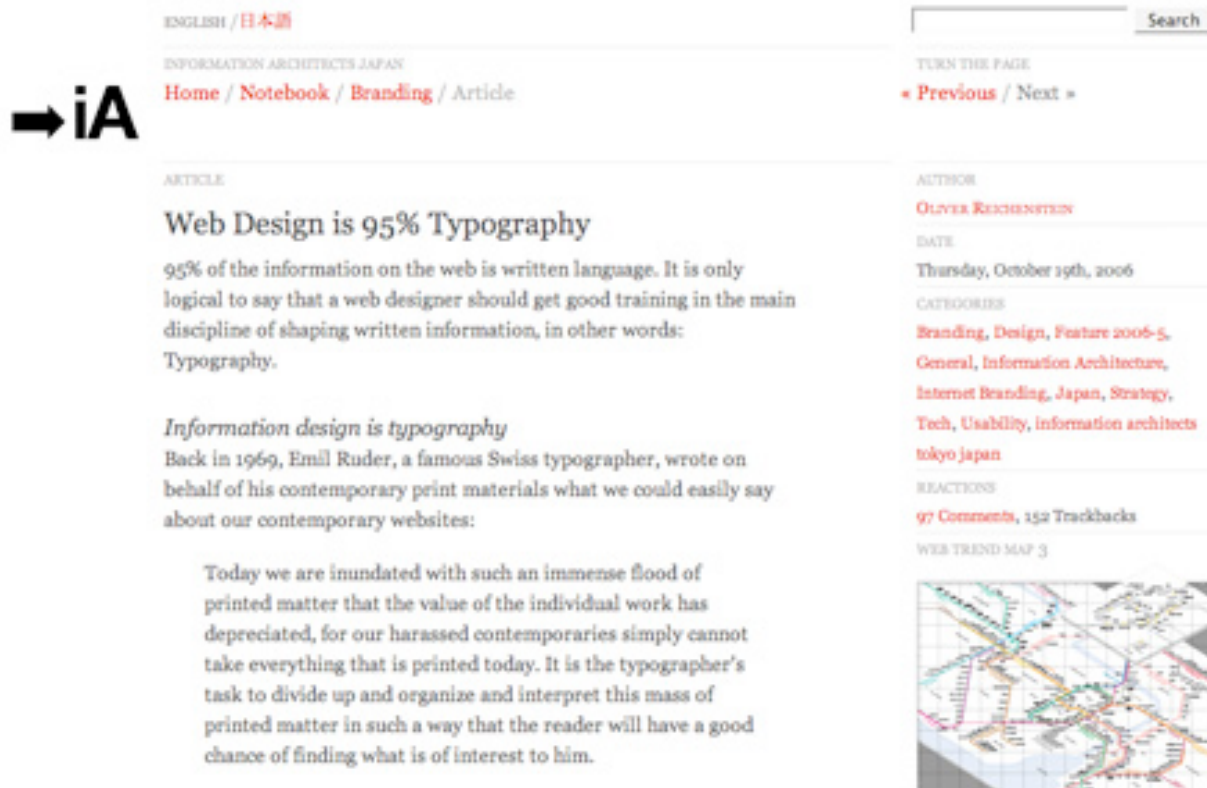 ENGLISH / 日本語
Search
INFORMATION ARCHITECTS JAPAN
Home / Notebook / Branding / Article
TURN THE PAGE
« Previous / Next »
iA
ARTICLE
Web Design is 95% Typography
95% of the information on the web is written language. It is only
logical to say that a web designer should get good training in the main
discipline of shaping written information, in other words:
Typography.
Information design is typography
Back in 1969, Emil Ruder, a famous Swiss typographer, wrote on
behalf of his contemporary print materials what we could easily say
about our contemporary websites:
Today we are inundated with such an immense flood of
printed matter that the value of the individual work has
depreciated, for our harassed contemporaries simply cannot
take everything that is printed today. It is the typographer's
task to divide up and organize and interpret this mass of
printed matter in such a way that the reader will have a good
chance of finding what is of interest to him.
AUTHOR
OLIVER REICHENSTEIN
DATE
Thursday, October 19th, 2006
CATEGORIES
Branding, Design, Feature 2006-5,
General, Information Architecture,
Internet Branding, Japan, Strategy,
Tech, Usability, information architects
tokyo japan
REACTIONS
97 Comments, 152 Trackbacks
WEB TREND MAP 3